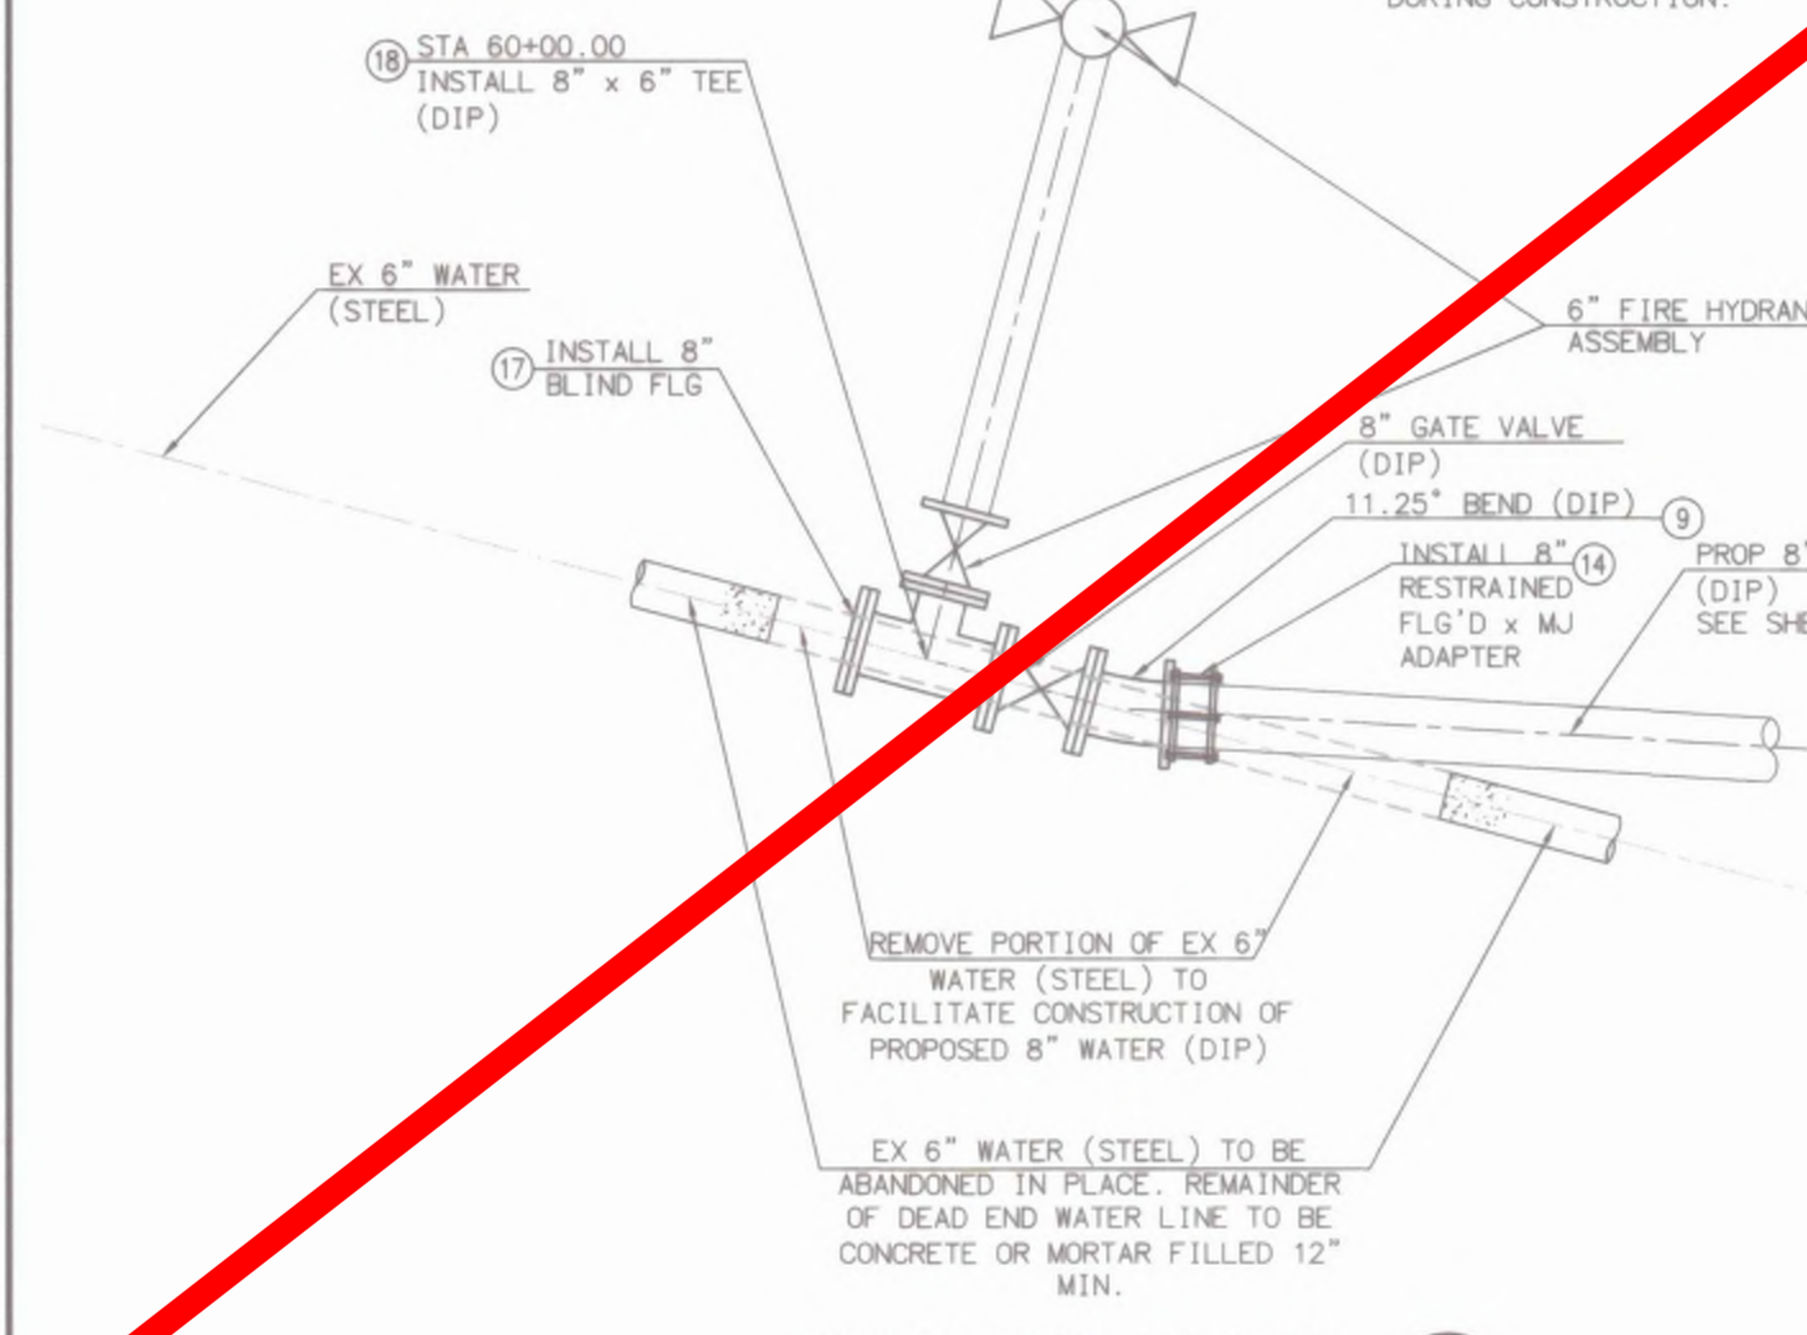 DURING CONSTRUCTION.
18 STA 60+00.00
INSTALL 8" x 6" TEE
(DIP)
EX 6" WATER
(STEEL)
17 INSTALL 8"
BLIND FLG
6" FIRE HYDRAN
ASSEMBLY
8" GATE VALVE
(DIP)
11.25° BEND (DIP) 9
INSTALL 8" 14
RESTRAINED
FLG'D x MJ
ADAPTER
PROP 8"
(DIP)
SEE SHE
REMOVE PORTION OF EX 6"
WATER (STEEL) TO
FACILITATE CONSTRUCTION OF
PROPOSED 8" WATER (DIP)
EX 6" WATER (STEEL) TO BE
ABANDONED IN PLACE. REMAINDER
OF DEAD END WATER LINE TO BE
CONCRETE OR MORTAR FILLED 12"
MIN.